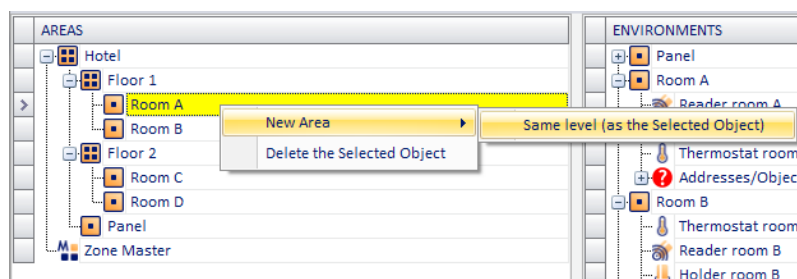 AREAS
Hotel
Floor 1
Room A
Room B
Floor 2
Room C
Room D
Panel
Zone Master
New Area
Delete the Selected Object
Same level (as the Selected Object)
ENVIRONMENTS
Panel
Room A
Reader room A
Thermostat room
Addresses/Objec
Room B
Thermostat room
Reader room B
Holder room B